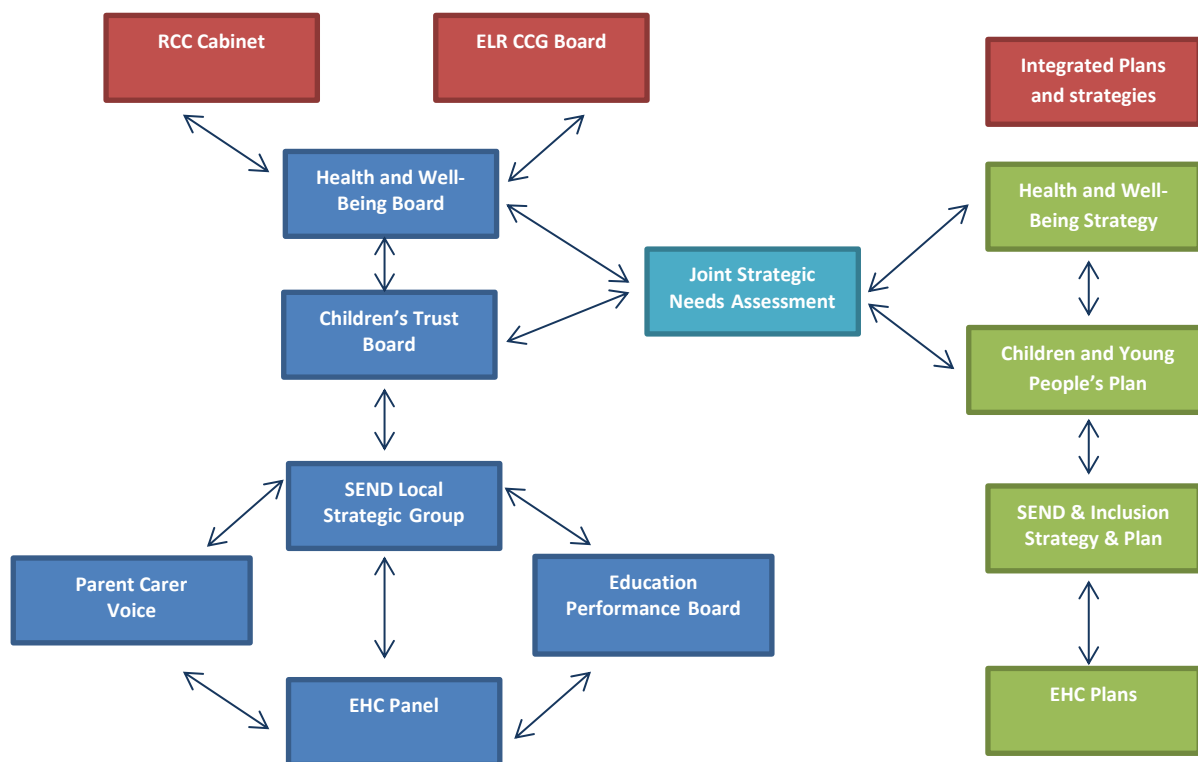 RCC Cabinet
ELR CCG Board
Integrated Plans
and strategies
Health and Well-
Being Board
Health and Well-
Being Strategy
Joint Strategic
Needs Assessment
Children’s Trust
Board
Children and Young
People’s Plan
SEND Local
Strategic Group
SEND & Inclusion
Strategy & Plan
Parent Carer
Voice
Education
Performance Board
EHC Panel
EHC Plans